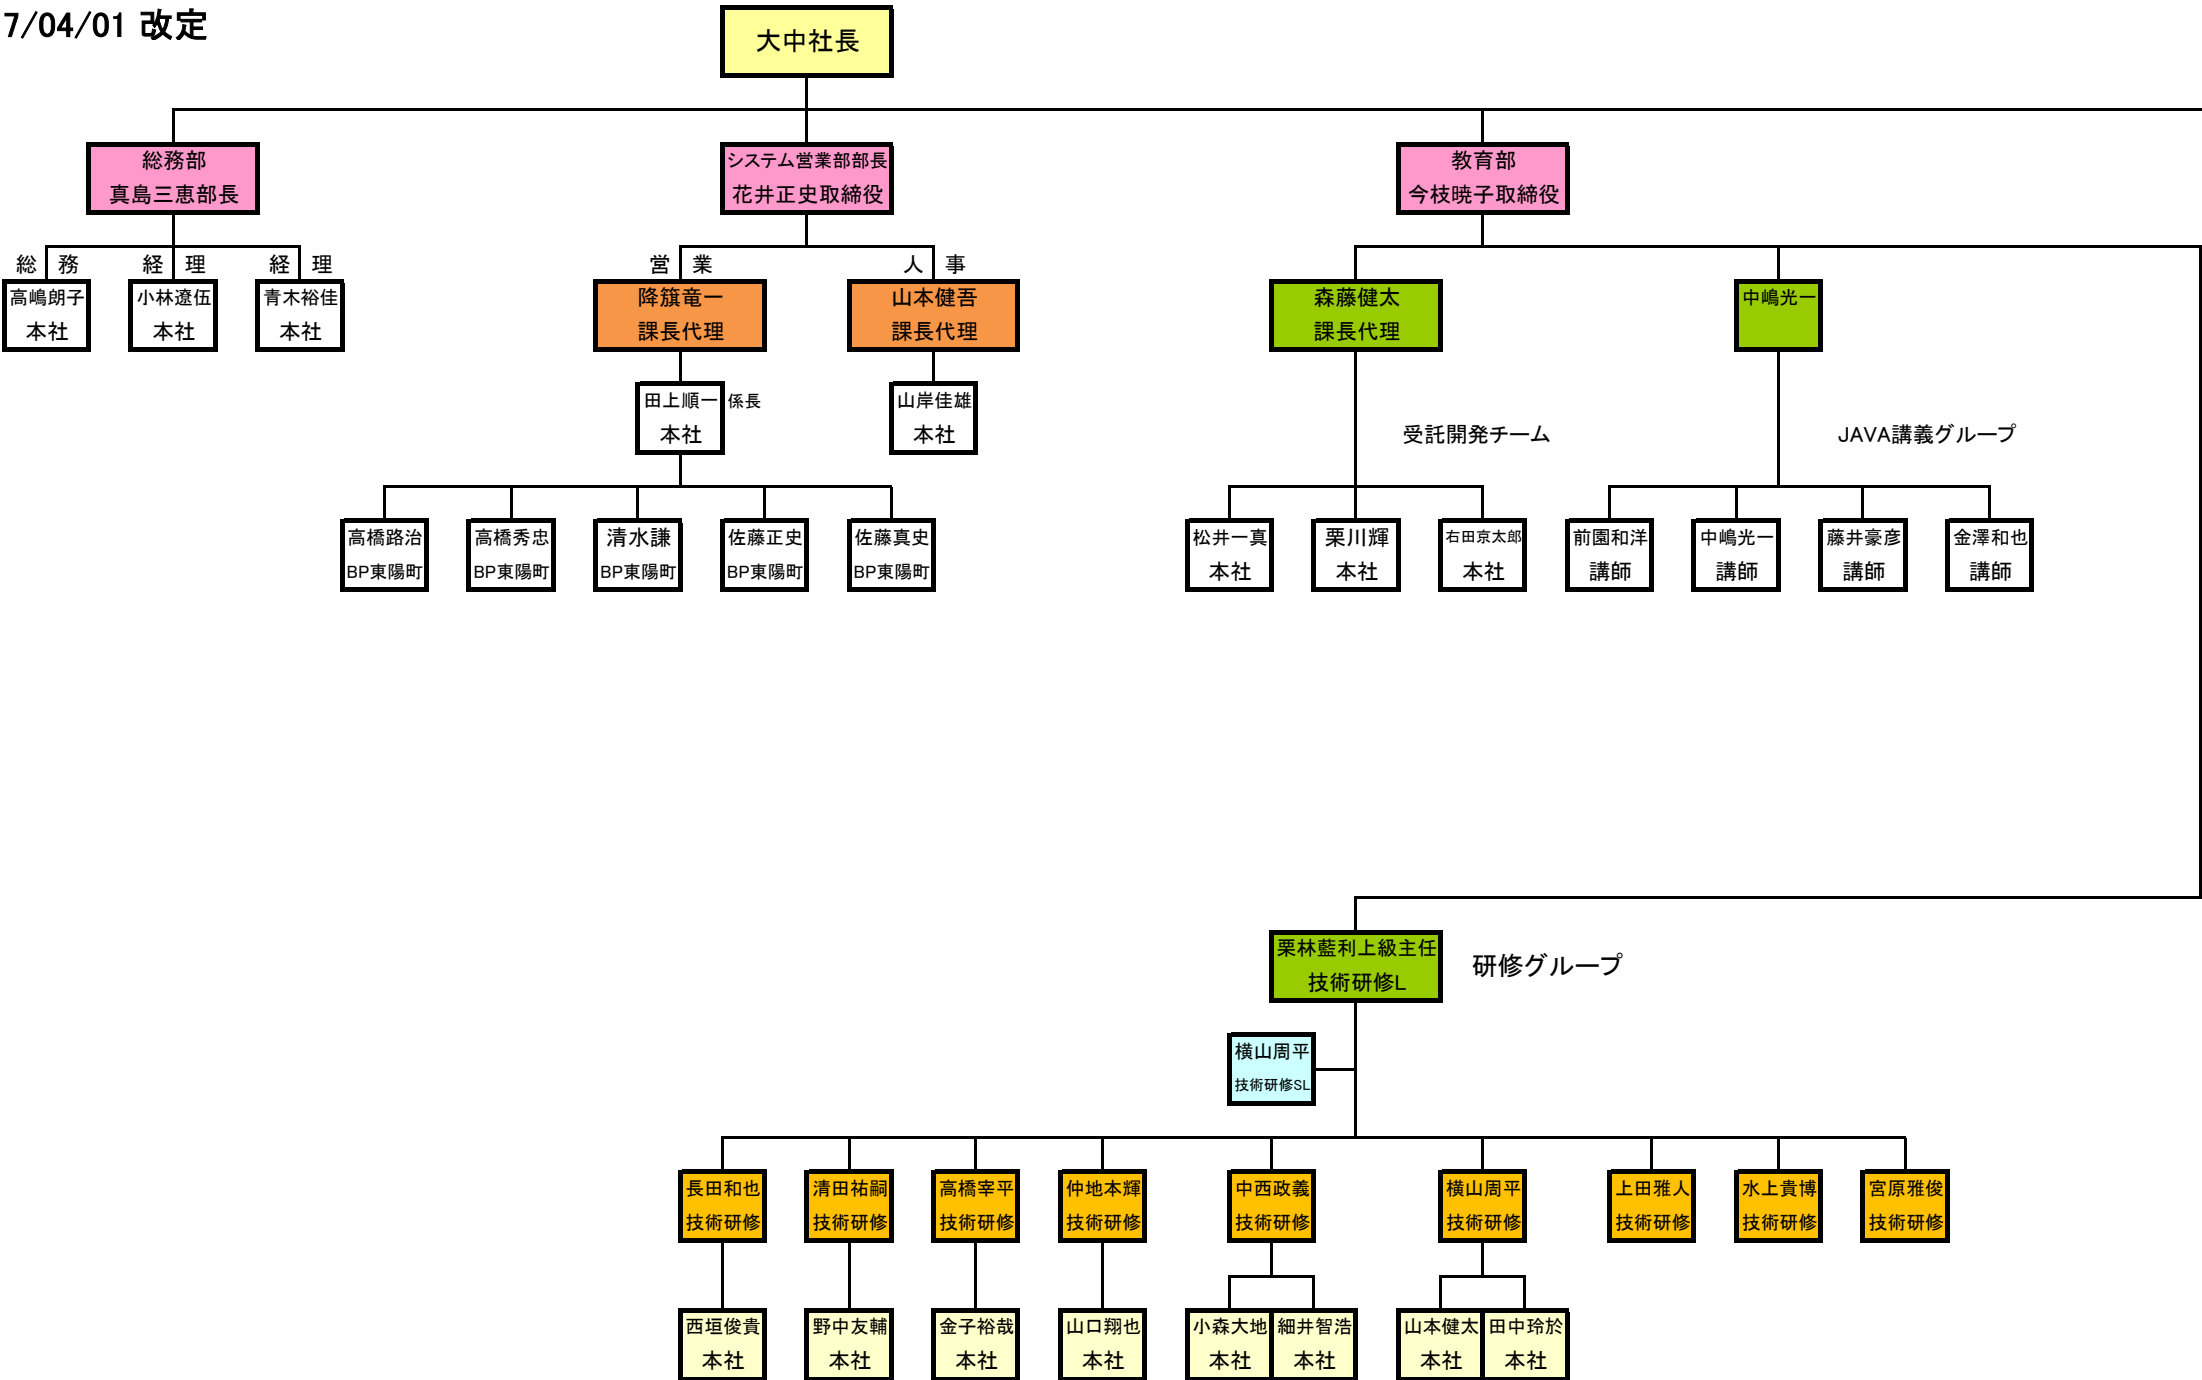 7/04/01 改定
大中社長
総務部
真島三恵部長
システム営業部部長
花井正史取締役
教育部
今枝暁子取締役
総 務
経 理
経 理
営 業
人 事
高嶋朗子
本社
小林遼伍
本社
青木裕佳
本社
降籏竜一
課長代理
山本健吾
課長代理
森藤健太
課長代理
中嶋光一
田上順一
本社
係長
山岸佳雄
本社
受託開発チーム
JAVA講義グループ
高橋路治
BP東陽町
高橋秀忠
BP東陽町
清水謙
BP東陽町
佐藤正史
BP東陽町
佐藤真史
BP東陽町
松井一真
本社
栗川輝
本社
右田京太郎
本社
前園和洋
講師
中嶋光一
講師
藤井豪彦
講師
金澤和也
講師
栗林藍利上級主任
技術研修L
研修グループ
横山周平
技術研修SL
長田和也
技術研修
清田祐嗣
技術研修
高橋宰平
技術研修
仲地本輝
技術研修
中西政義
技術研修
横山周平
技術研修
上田雅人
技術研修
水上貴博
技術研修
宮原雅俊
技術研修
西垣俊貴
本社
野中友輔
本社
金子裕哉
本社
山口翔也
本社
小森大地
本社
細井智浩
本社
山本健太
本社
田中玲於
本社